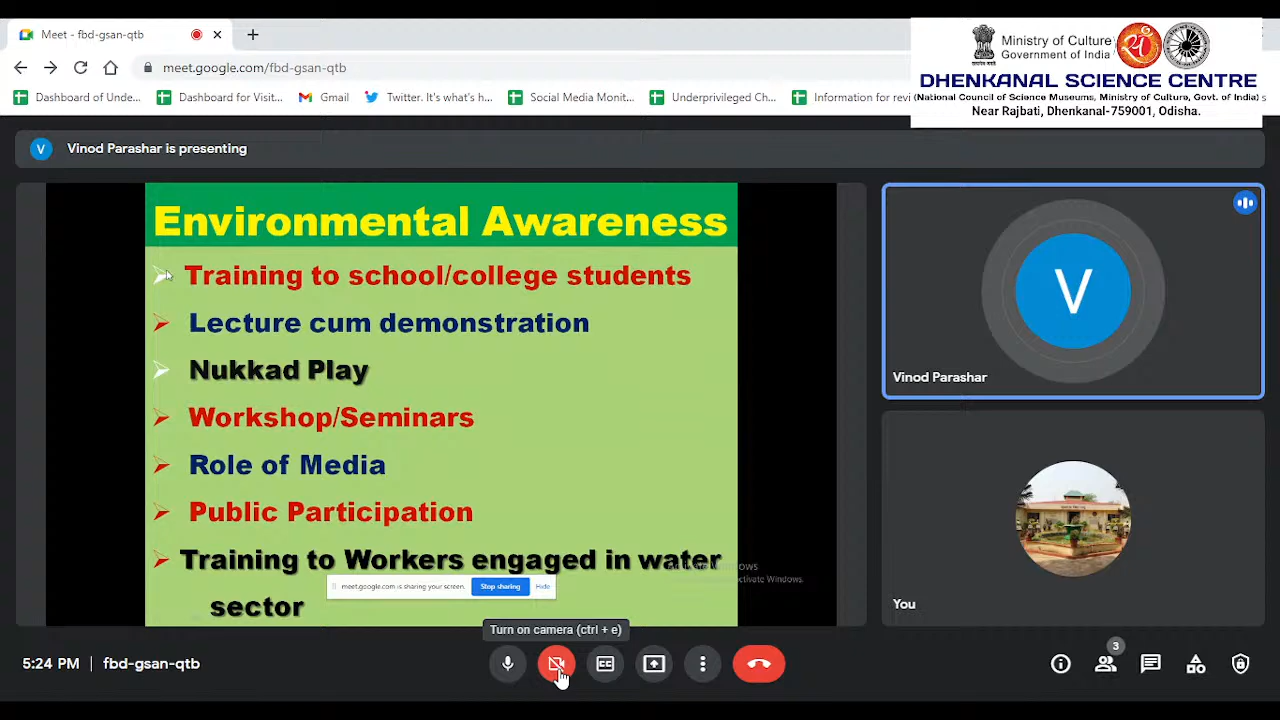 Meet - fbd-gsan-qtb
Ministry of Culture
Government of India
DHENKANAL SCIENCE CENTRE
(National Council of Science Museums, Ministry of Culture, Govt. of India)
Near Rajbati, Dhenkanal-759001, Odisha.
meet.google.com/fbd-gsan-qtb
Dashboard of Unde...
Dashboard for Visit...
Gmail
Twitter. It's what's h...
Social Media Monit...
Underprivileged Ch...
Information for revi
V
Vinod Parashar is presenting
Environmental Awareness
Training to school/college students
Lecture cum demonstration
Nukkad Play
Workshop/Seminars
Role of Media
Public Participation
Training to Workers engaged in water
sector
meet.google.com is sharing your screen.
Stop sharing
Hide
V
Vinod Parashar
You
Turn on camera (ctrl + e)
5:24 PM | fbd-gsan-qtb
CC
3